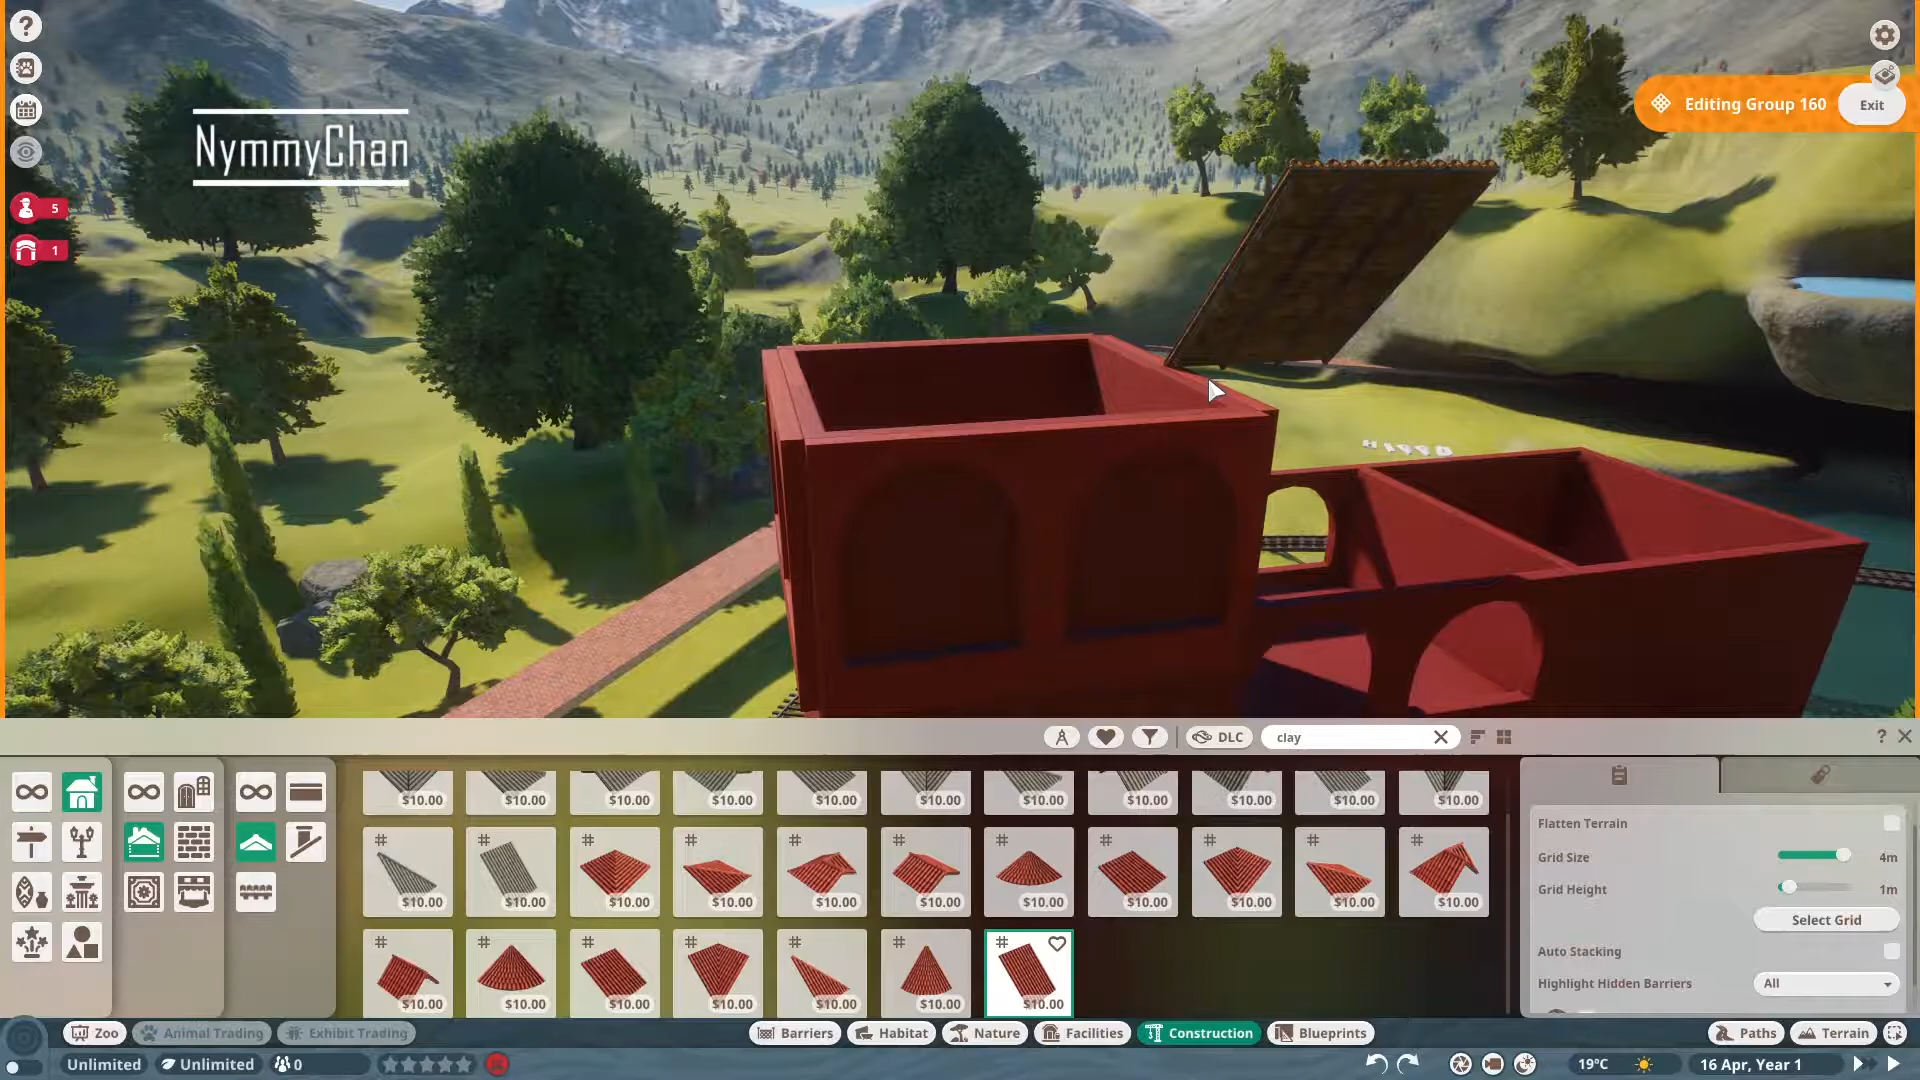 ?
NymmyChan
Editing Group 160
Exit
5
1
HIPPO
DLC
clay
?
$10.00 $10.00 $10.00 $10.00 $10.00 $10.00 $10.00 $10.00 $10.00 $10.00 $10.00
$10.00 $10.00 $10.00 $10.00 $10.00 $10.00 $10.00 $10.00 $10.00 $10.00 $10.00
$10.00 $10.00 $10.00 $10.00 $10.00 $10.00 $10.00
Flatten Terrain
Grid Size 4m
Grid Height 1m
Select Grid
Auto Stacking
Highlight Hidden Barriers All
Zoo Animal Trading Exhibit Trading Barriers Habitat Nature Facilities Construction Blueprints Paths Terrain
Unlimited Unlimited 0 19°C 16 Apr, Year 1